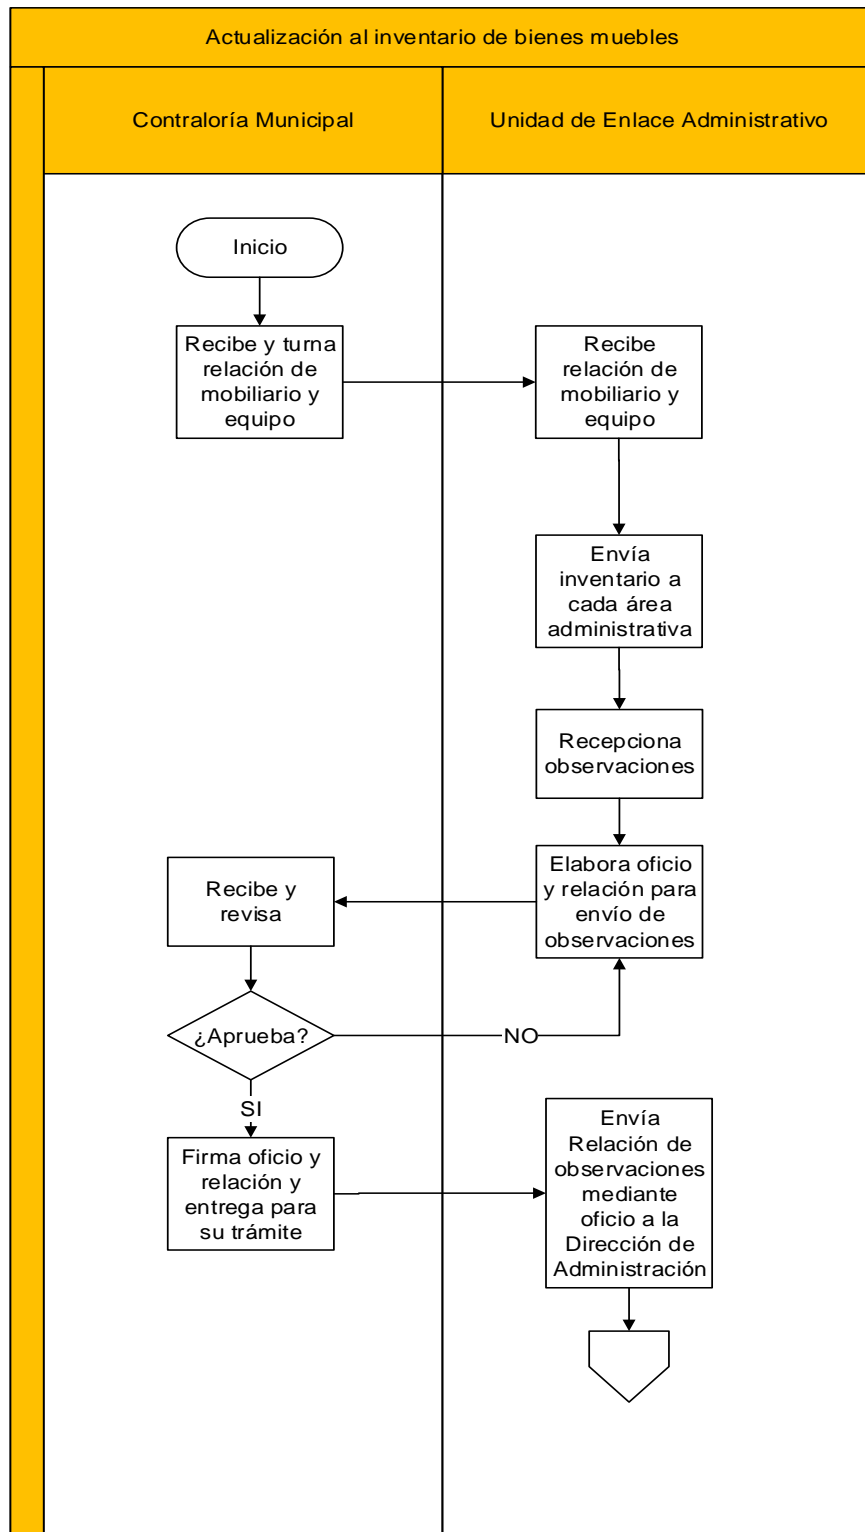 Actualización al inventario de bienes muebles
Contraloría Municipal
Unidad de Enlace Administrativo
Inicio
Recibe y turna
relación de
mobiliario y
equipo
Recibe
relación de
mobiliario y
equipo
Envía
inventario a
cada área
administrativa
Recepciona
observaciones
Elabora oficio
y relación para
envío de
observaciones
Recibe y
revisa
¿Aprueba?
NO
SI
Firma oficio y
relación y
entrega para
su trámite
Envía
Relación de
observaciones
mediante
oficio a la
Dirección de
Administración